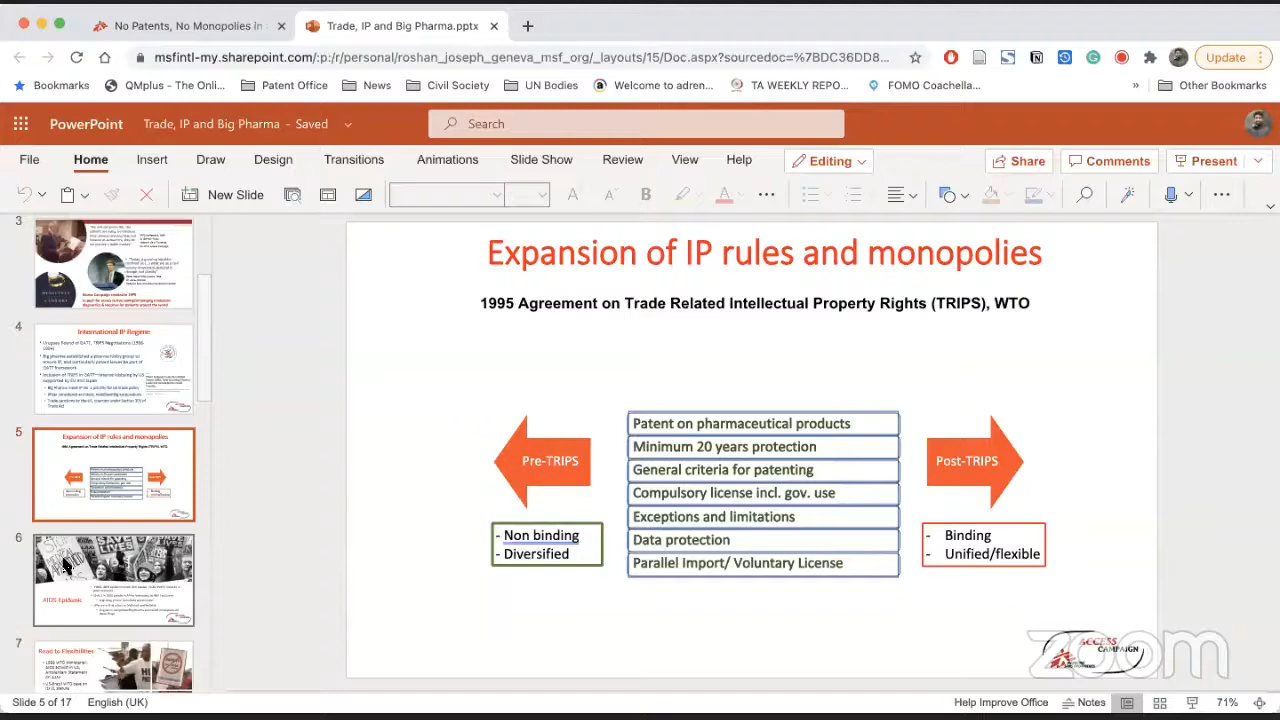 No Patents, No Monopolies in
Trade, IP and Big Pharma.pptx
msfintl-my.sharepoint.com/:p:/r/personal/roshan_joseph_geneva_msf_org/_layouts/15/Doc.aspx?sourcedoc=%7BDC36DD8...
Update
Bookmarks
QMplus - The Onli...
Patent Office
News
Civil Society
UN Bodies
Welcome to adren...
TA WEEKLY REPO...
FOMO Coachella...
»
Other Bookmarks
PowerPoint
Trade, IP and Big Pharma - Saved
Search
File
Home
Insert
Draw
Design
Transitions
Animations
Slide Show
Review
View
Help
Editing
Share
Comments
Present
New Slide
3
4
International IP Regime
5
Expansion of IP rules and monopolies
6
SAVE LIVES
AIDS Epidemic
7
Road to Flexibilities
Expansion of IP rules and monopolies
1995 Agreement on Trade Related Intellectual Property Rights (TRIPS), WTO
Pre-TRIPS
Patent on pharmaceutical products
Minimum 20 years protection
General criteria for patenting
Compulsory license incl. gov. use
Exceptions and limitations
Data protection
Parallel Import/ Voluntary License
Post-TRIPS
- Non binding
- Diversified
- Binding
- Unified/flexible
ACCESS
CAMPAIGN
zoom
Slide 5 of 17
English (UK)
Help Improve Office
Notes
71%